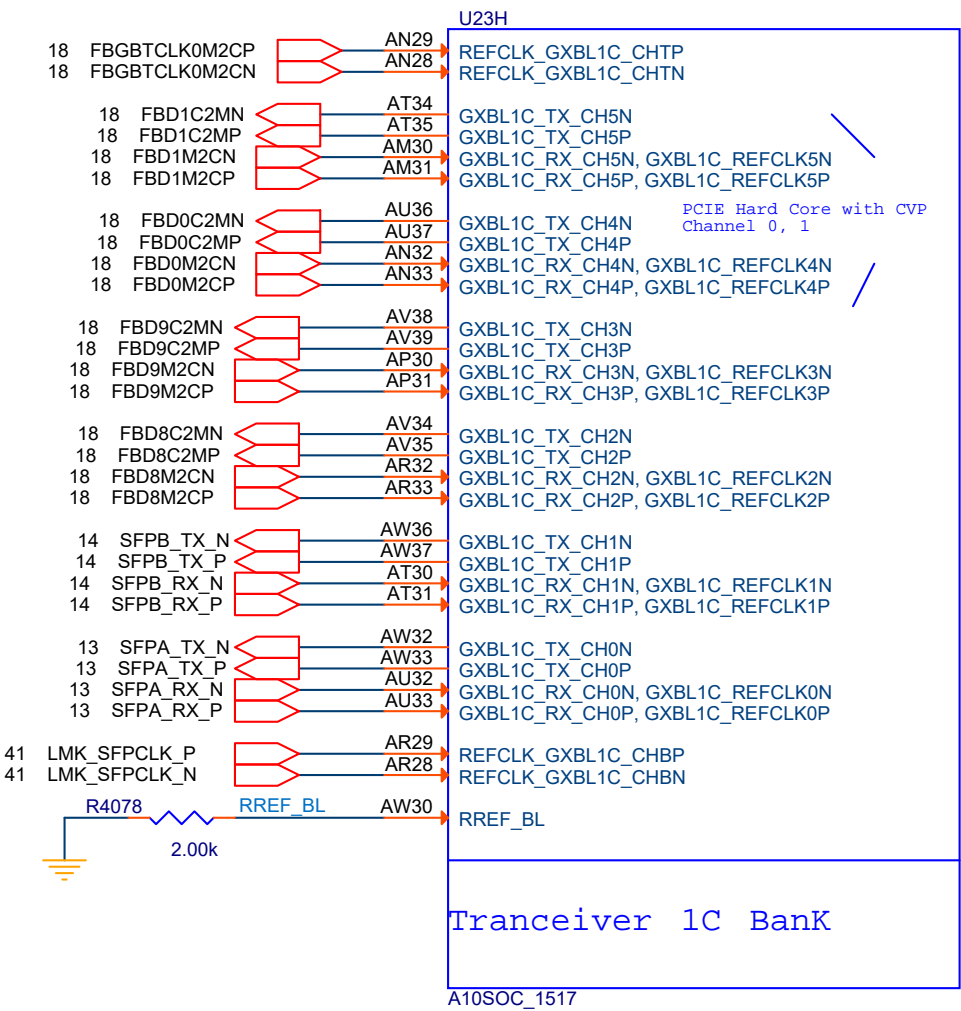 U23H
18 FBGBTCLK0M2CP AN29 REFCLK_GXBL1C_CHTP
18 FBGBTCLK0M2CN AN28 REFCLK_GXBL1C_CHTN
18 FBD1C2MN AT34 GXBL1C_TX_CH5N
18 FBD1C2MP AT35 GXBL1C_TX_CH5P
18 FBD1M2CN AM30 GXBL1C_RX_CH5N, GXBL1C_REFCLK5N
18 FBD1M2CP AM31 GXBL1C_RX_CH5P, GXBL1C_REFCLK5P
PCIE Hard Core with CVP
Channel 0, 1
18 FBD0C2MN AU36 GXBL1C_TX_CH4N
18 FBD0C2MP AU37 GXBL1C_TX_CH4P
18 FBD0M2CN AN32 GXBL1C_RX_CH4N, GXBL1C_REFCLK4N
18 FBD0M2CP AN33 GXBL1C_RX_CH4P, GXBL1C_REFCLK4P
18 FBD9C2MN AV38 GXBL1C_TX_CH3N
18 FBD9C2MP AV39 GXBL1C_TX_CH3P
18 FBD9M2CN AP30 GXBL1C_RX_CH3N, GXBL1C_REFCLK3N
18 FBD9M2CP AP31 GXBL1C_RX_CH3P, GXBL1C_REFCLK3P
18 FBD8C2MN AV34 GXBL1C_TX_CH2N
18 FBD8C2MP AV35 GXBL1C_TX_CH2P
18 FBD8M2CN AR32 GXBL1C_RX_CH2N, GXBL1C_REFCLK2N
18 FBD8M2CP AR33 GXBL1C_RX_CH2P, GXBL1C_REFCLK2P
14 SFPB_TX_N AW36 GXBL1C_TX_CH1N
14 SFPB_TX_P AW37 GXBL1C_TX_CH1P
14 SFPB_RX_N AT30 GXBL1C_RX_CH1N, GXBL1C_REFCLK1N
14 SFPB_RX_P AT31 GXBL1C_RX_CH1P, GXBL1C_REFCLK1P
13 SFPA_TX_N AW32 GXBL1C_TX_CH0N
13 SFPA_TX_P AW33 GXBL1C_TX_CH0P
13 SFPA_RX_N AU32 GXBL1C_RX_CH0N, GXBL1C_REFCLK0N
13 SFPA_RX_P AU33 GXBL1C_RX_CH0P, GXBL1C_REFCLK0P
41 LMK_SFPCLK_P AR29 REFCLK_GXBL1C_CHBP
41 LMK_SFPCLK_N AR28 REFCLK_GXBL1C_CHBN
R4078 RREF_BL AW30 RREF_BL
2.00k
Tranceiver 1C BanK
A10SOC_1517